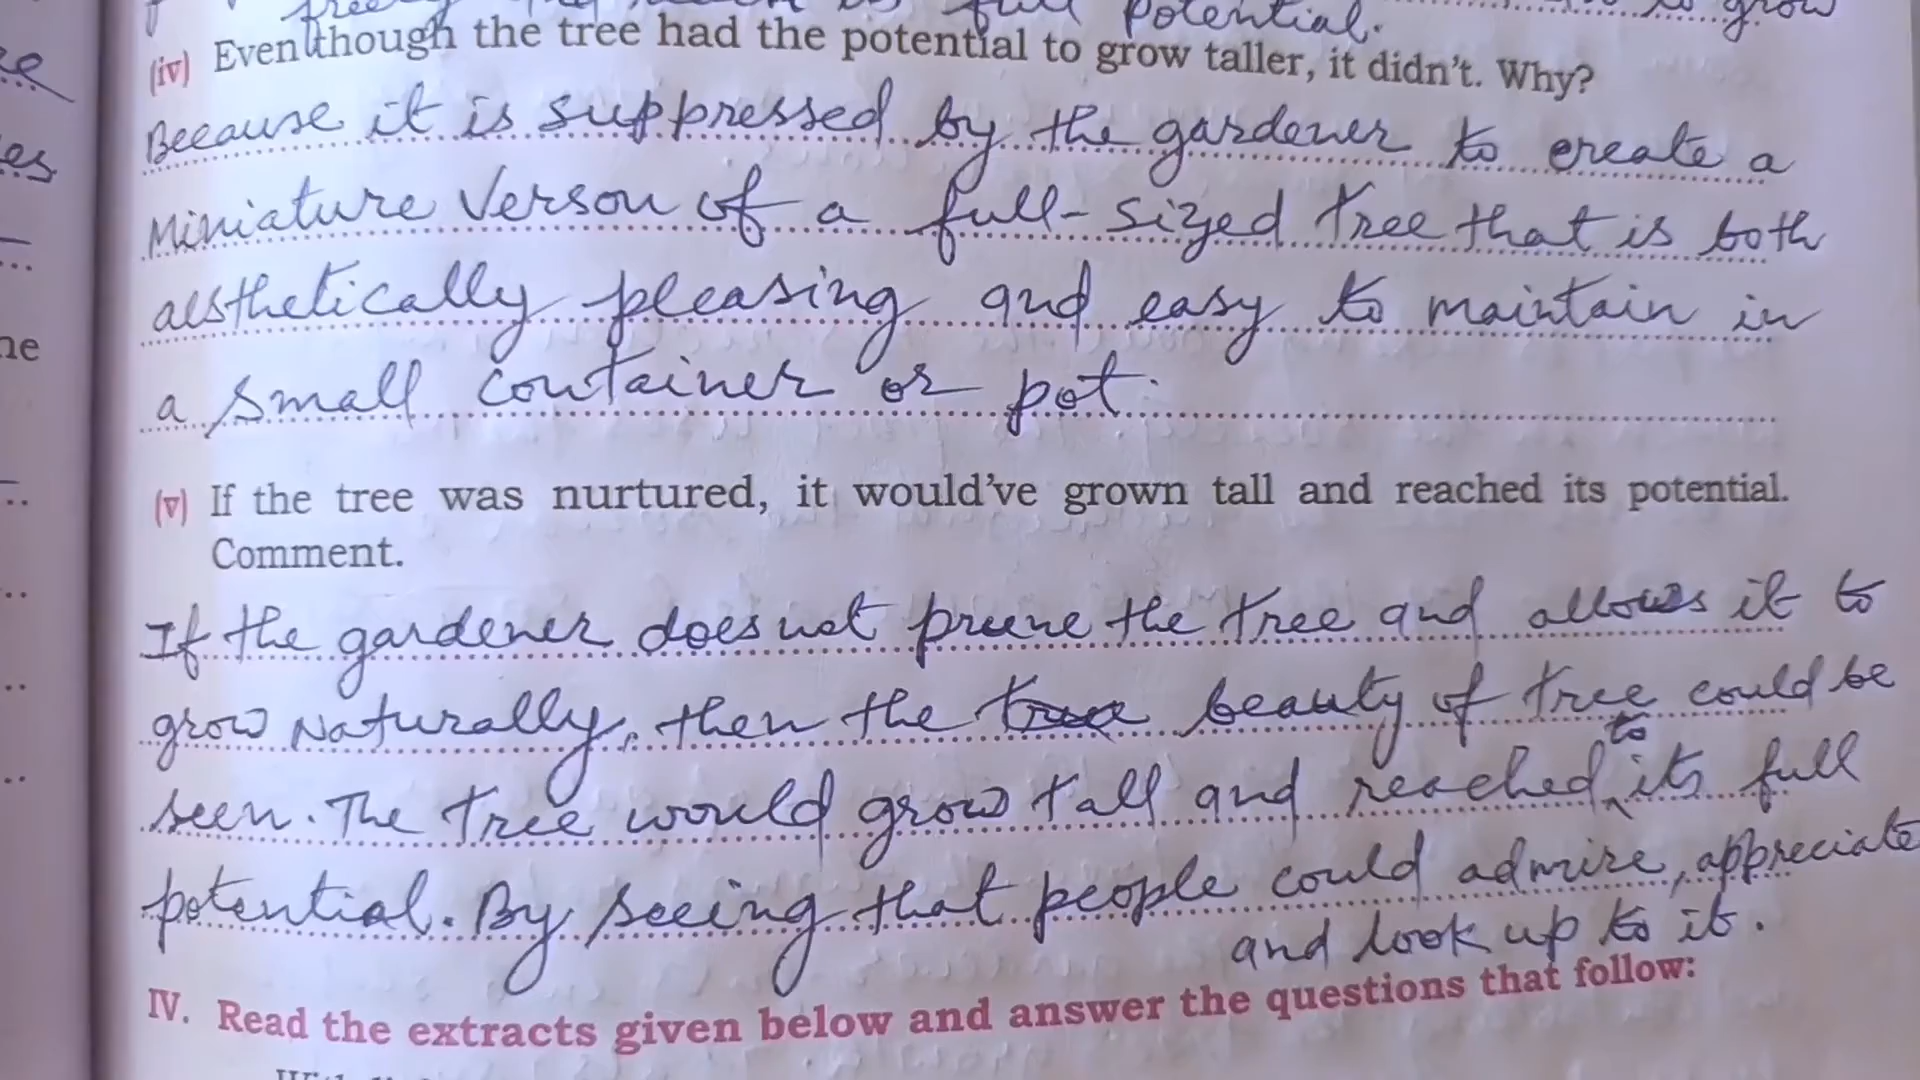 potential. to grow
(iv) Even though the tree had the potential to grow taller, it didn't. Why?
Because it is suppressed by the gardener to create a
Miniature Verson of a full-sized tree that is both
aesthetically pleasing and easy to maintain in
a small container or pot.
(v) If the tree was nurtured, it would've grown tall and reached its potential.
Comment.
If the gardener does not prune the tree and allows it to
grow Naturally, then the beauty of tree could be
seen. The tree would grow tall and reached to its full
potential. By seeing that people could admire, appreciate
and look up to it.
IV. Read the extracts given below and answer the questions that follow: